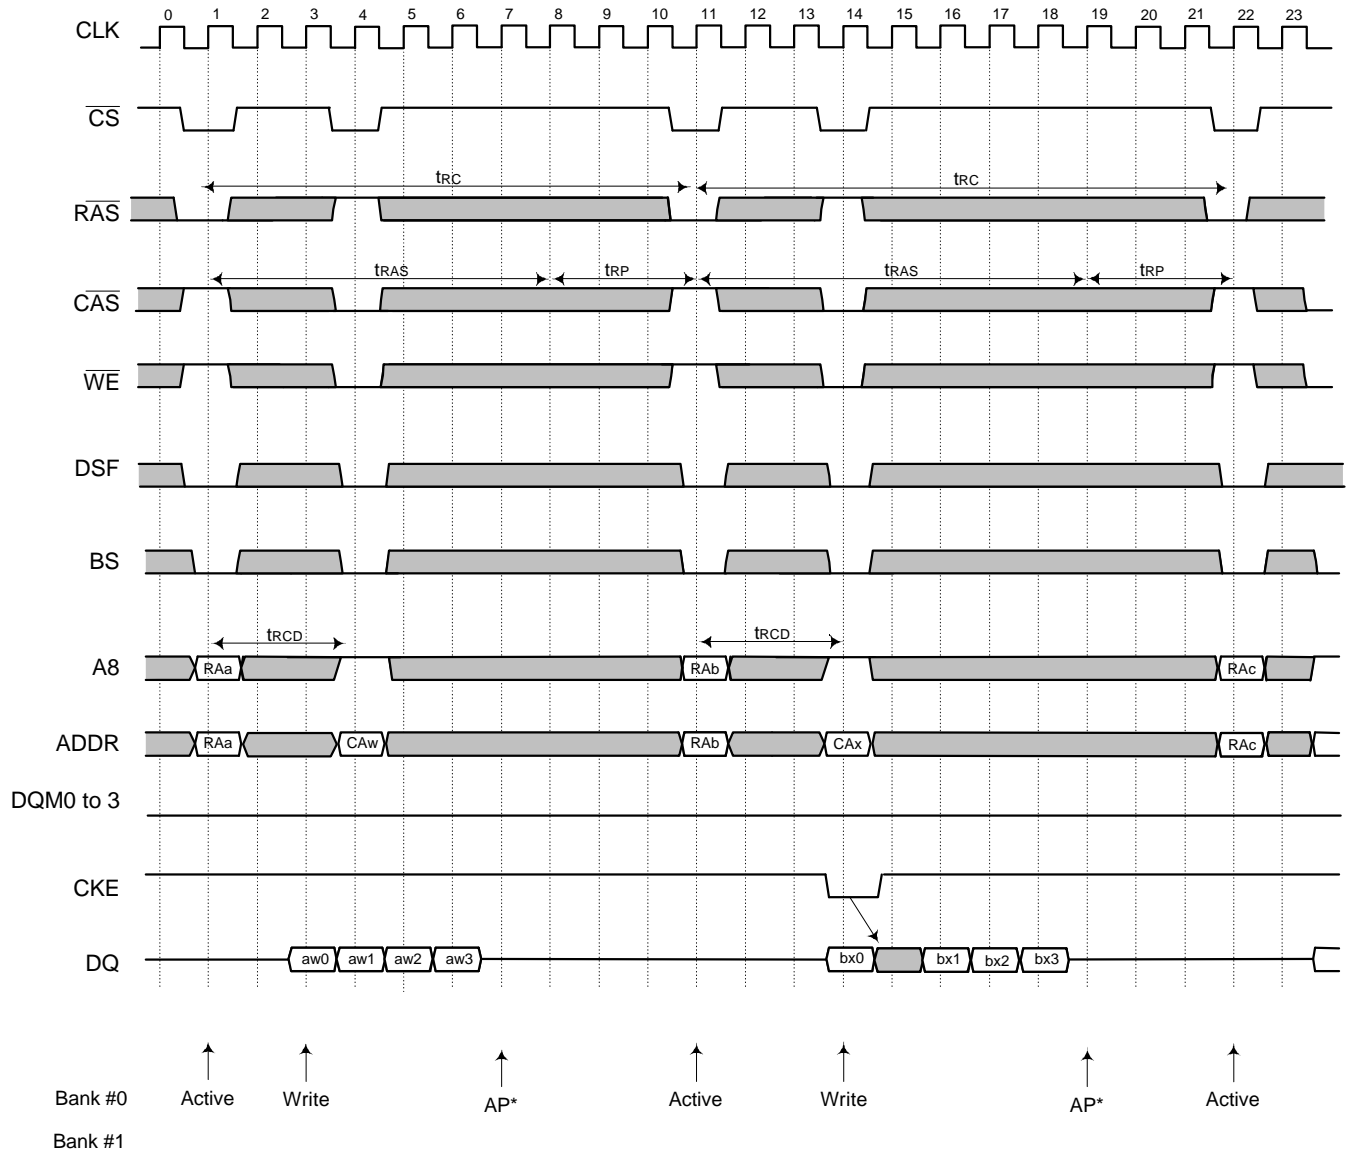 0 1 2 3 4 5 6 7 8 9 10 11 12 13 14 15 16 17 18 19 20 21 22 23
CLK
CS
tRC tRC
RAS
tRAS tRP tRAS tRP
CAS
WE
DSF
BS
tRCD tRCD
A8 RAa RAb RAc
ADDR RAa CAw RAb CAx RAc
DQM0 to 3
CKE
DQ aw0 aw1 aw2 aw3 bx0 bx1 bx2 bx3
Bank #0 Active Write AP* Active Write AP* Active
Bank #1